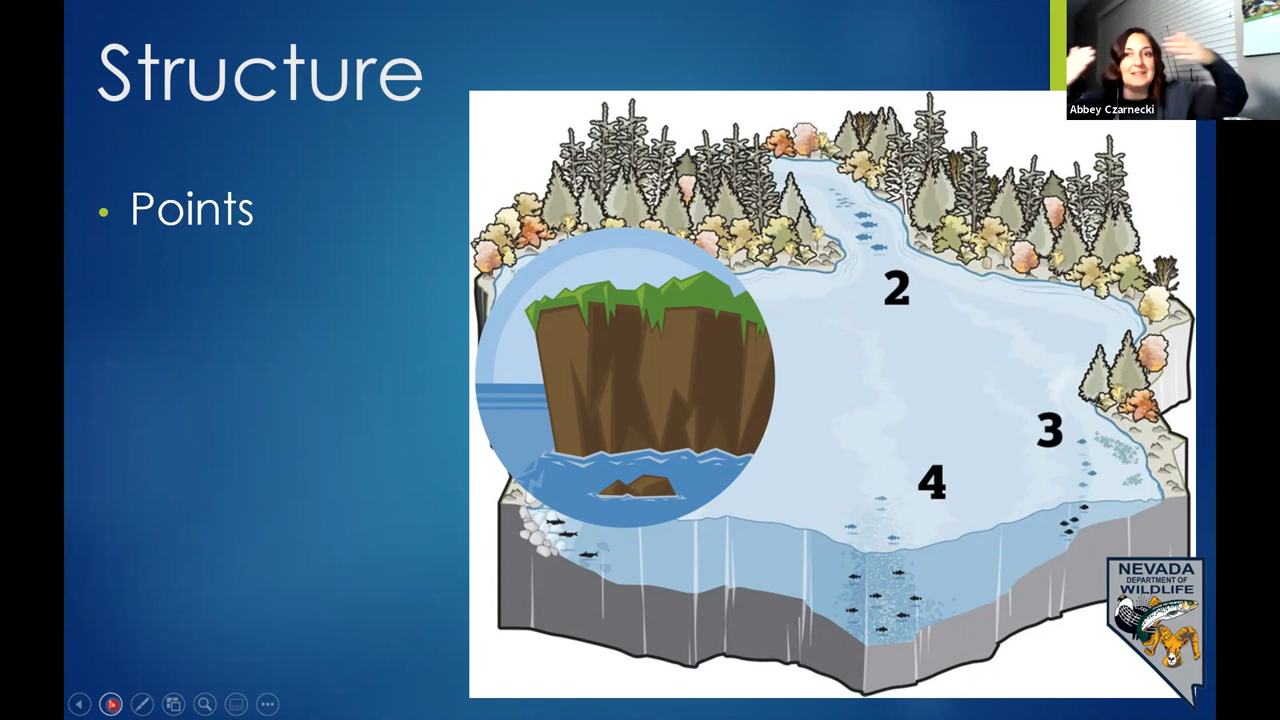 Structure
Abbey Czarnecki
• Points
2
3
4
NEVADA
DEPARTMENT OF
WILDLIFE